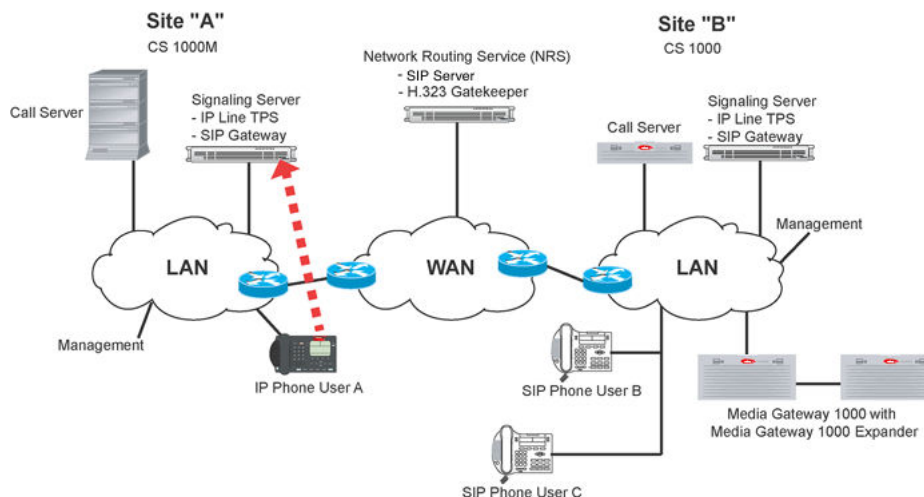 Site "A"
CS 1000M
Call Server
Signaling Server
- IP Line TPS
- SIP Gateway
Network Routing Service (NRS)
- SIP Server
- H.323 Gatekeeper
Site "B"
CS 1000
Call Server
Signaling Server
- IP Line TPS
- SIP Gateway
LAN
WAN
LAN
Management
Management
IP Phone User A
SIP Phone User B
SIP Phone User C
Media Gateway 1000 with
Media Gateway 1000 Expander